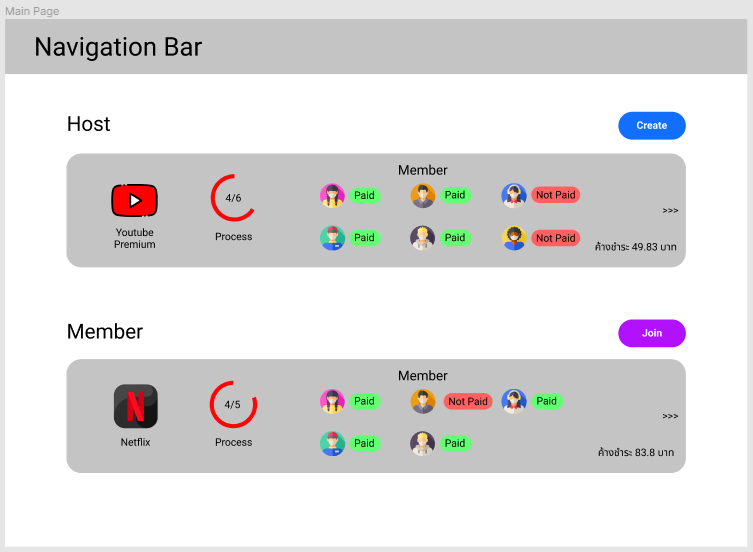 Main Page
Navigation Bar
Host
Create
Member
4/6
Paid
Paid
Not Paid
>>>
Youtube
Premium
Process
Paid
Paid
Not Paid
ค้างชำระ 49.83 บาท
Member
Join
Member
4/5
Paid
Not Paid
Paid
>>>
Netflix
Process
Paid
Paid
ค้างชำระ 83.8 บาท